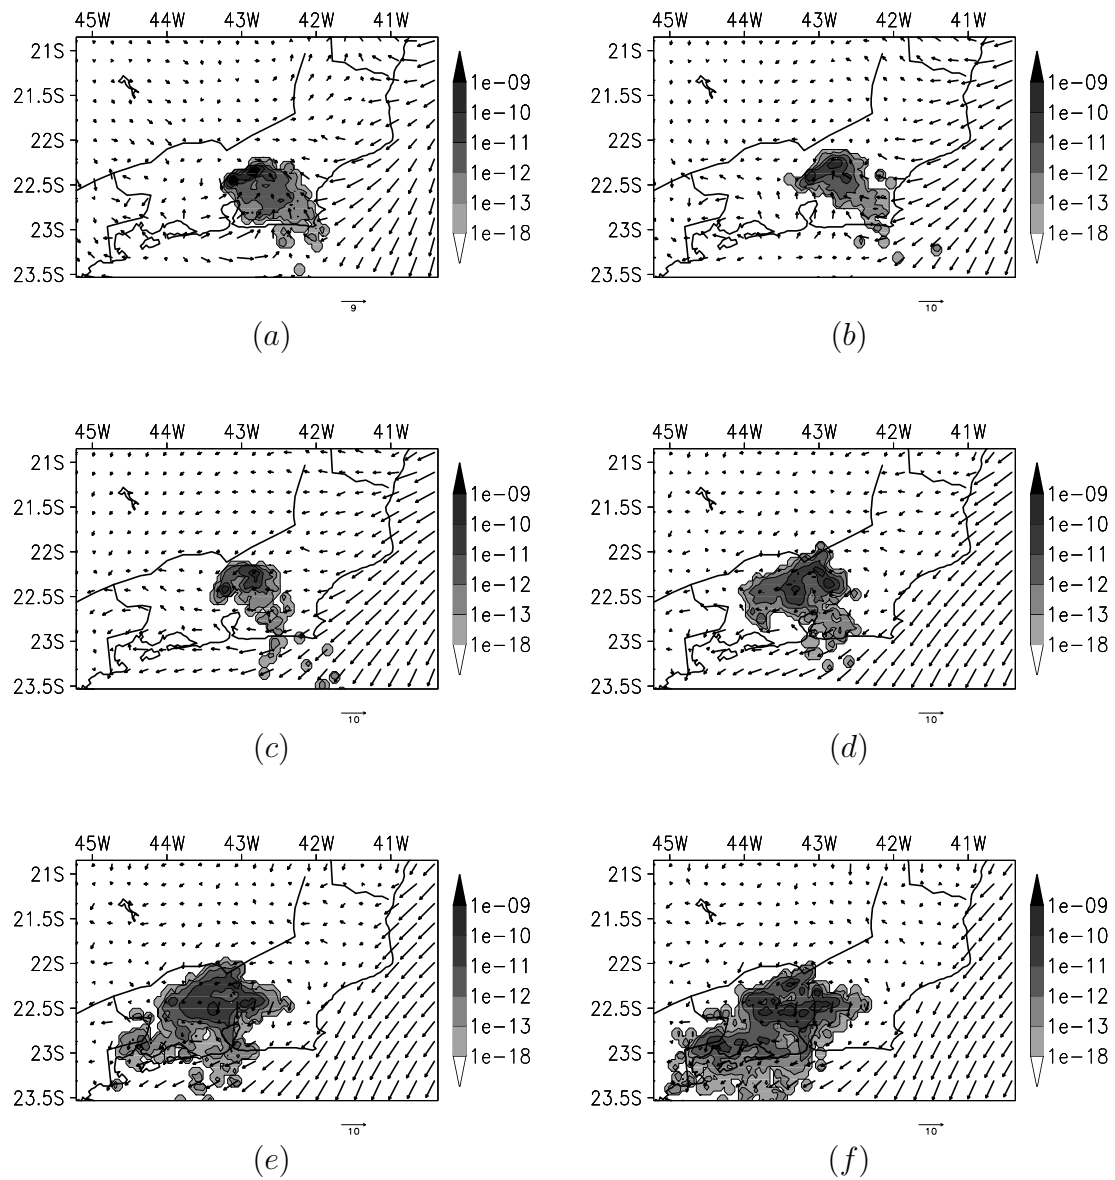 45W 44W 43W 42W 41W
21S
21.5S
22S
22.5S
23S
23.5S
1e-09
1e-10
1e-11
1e-12
1e-13
1e-18
9
(a)
45W 44W 43W 42W 41W
21S
21.5S
22S
22.5S
23S
23.5S
1e-09
1e-10
1e-11
1e-12
1e-13
1e-18
10
(b)
45W 44W 43W 42W 41W
21S
21.5S
22S
22.5S
23S
23.5S
1e-09
1e-10
1e-11
1e-12
1e-13
1e-18
10
(c)
45W 44W 43W 42W 41W
21S
21.5S
22S
22.5S
23S
23.5S
1e-09
1e-10
1e-11
1e-12
1e-13
1e-18
10
(d)
45W 44W 43W 42W 41W
21S
21.5S
22S
22.5S
23S
23.5S
1e-09
1e-10
1e-11
1e-12
1e-13
1e-18
10
(e)
45W 44W 43W 42W 41W
21S
21.5S
22S
22.5S
23S
23.5S
1e-09
1e-10
1e-11
1e-12
1e-13
1e-18
10
(f)